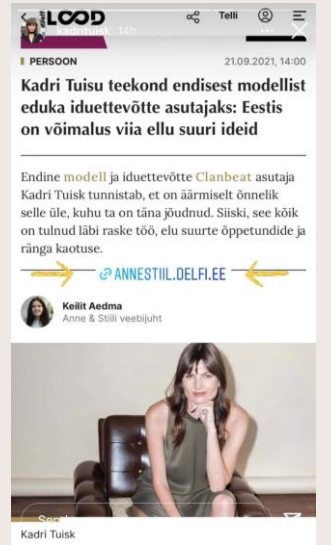 LOOD
Telli
kadrituisk 14h
PERSOON
21.09.2021, 14:00
Kadri Tuisu teekond endisest modellist
eduka iduettevõtte asutajaks: Eestis
on võimalus viia ellu suuri ideid
Endine modell ja iduettevõtte Clanbeat asutaja
Kadri Tuisk tunnistab, et on äärmiselt õnnelik
selle üle, kuhu ta on täna jõudnud. Siiski, see kõik
on tulnud läbi raske töö, elu suurte õppetundide ja
ränga kaotuse.
ANNESTIIL.DELFI.EE
Keilit Aedma
Anne & Stiili veebijuht
Kadri Tuisk